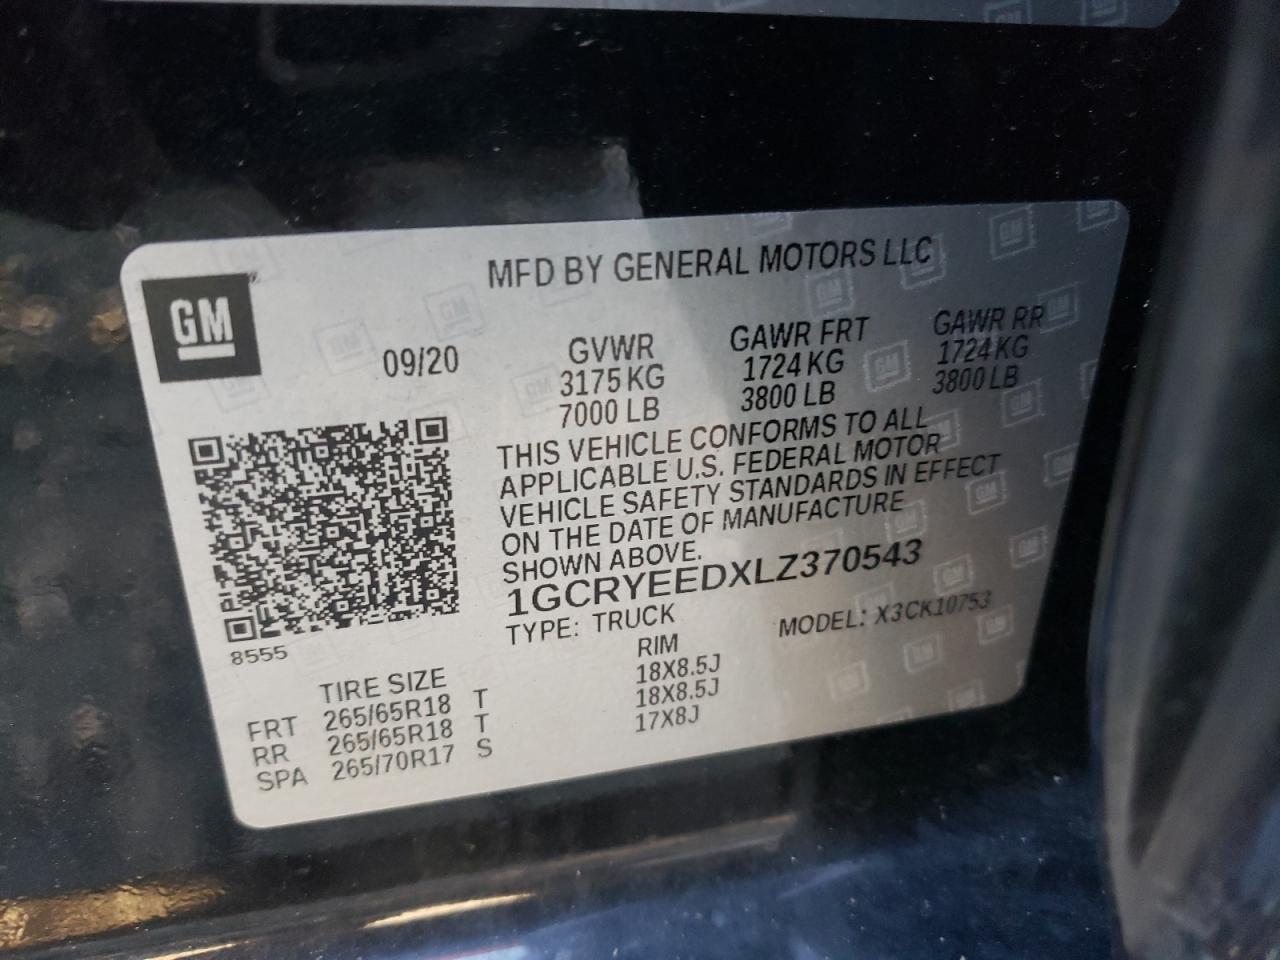 MFD BY GENERAL MOTORS LLC
GM
09/20
GVWR
3175 KG
7000 LB
GAWR FRT
1724 KG
3800 LB
GAWR RR
1724 KG
3800 LB
THIS VEHICLE CONFORMS TO ALL
APPLICABLE U.S. FEDERAL MOTOR
VEHICLE SAFETY STANDARDS IN EFFECT
ON THE DATE OF MANUFACTURE
SHOWN ABOVE.
1GCRYEEDXLZ370543
TYPE: TRUCK MODEL: X3CK10753
8555
TIRE SIZE RIM
FRT 265/65R18 T 18X8.5J
RR 265/65R18 T 18X8.5J
SPA 265/70R17 S 17X8J